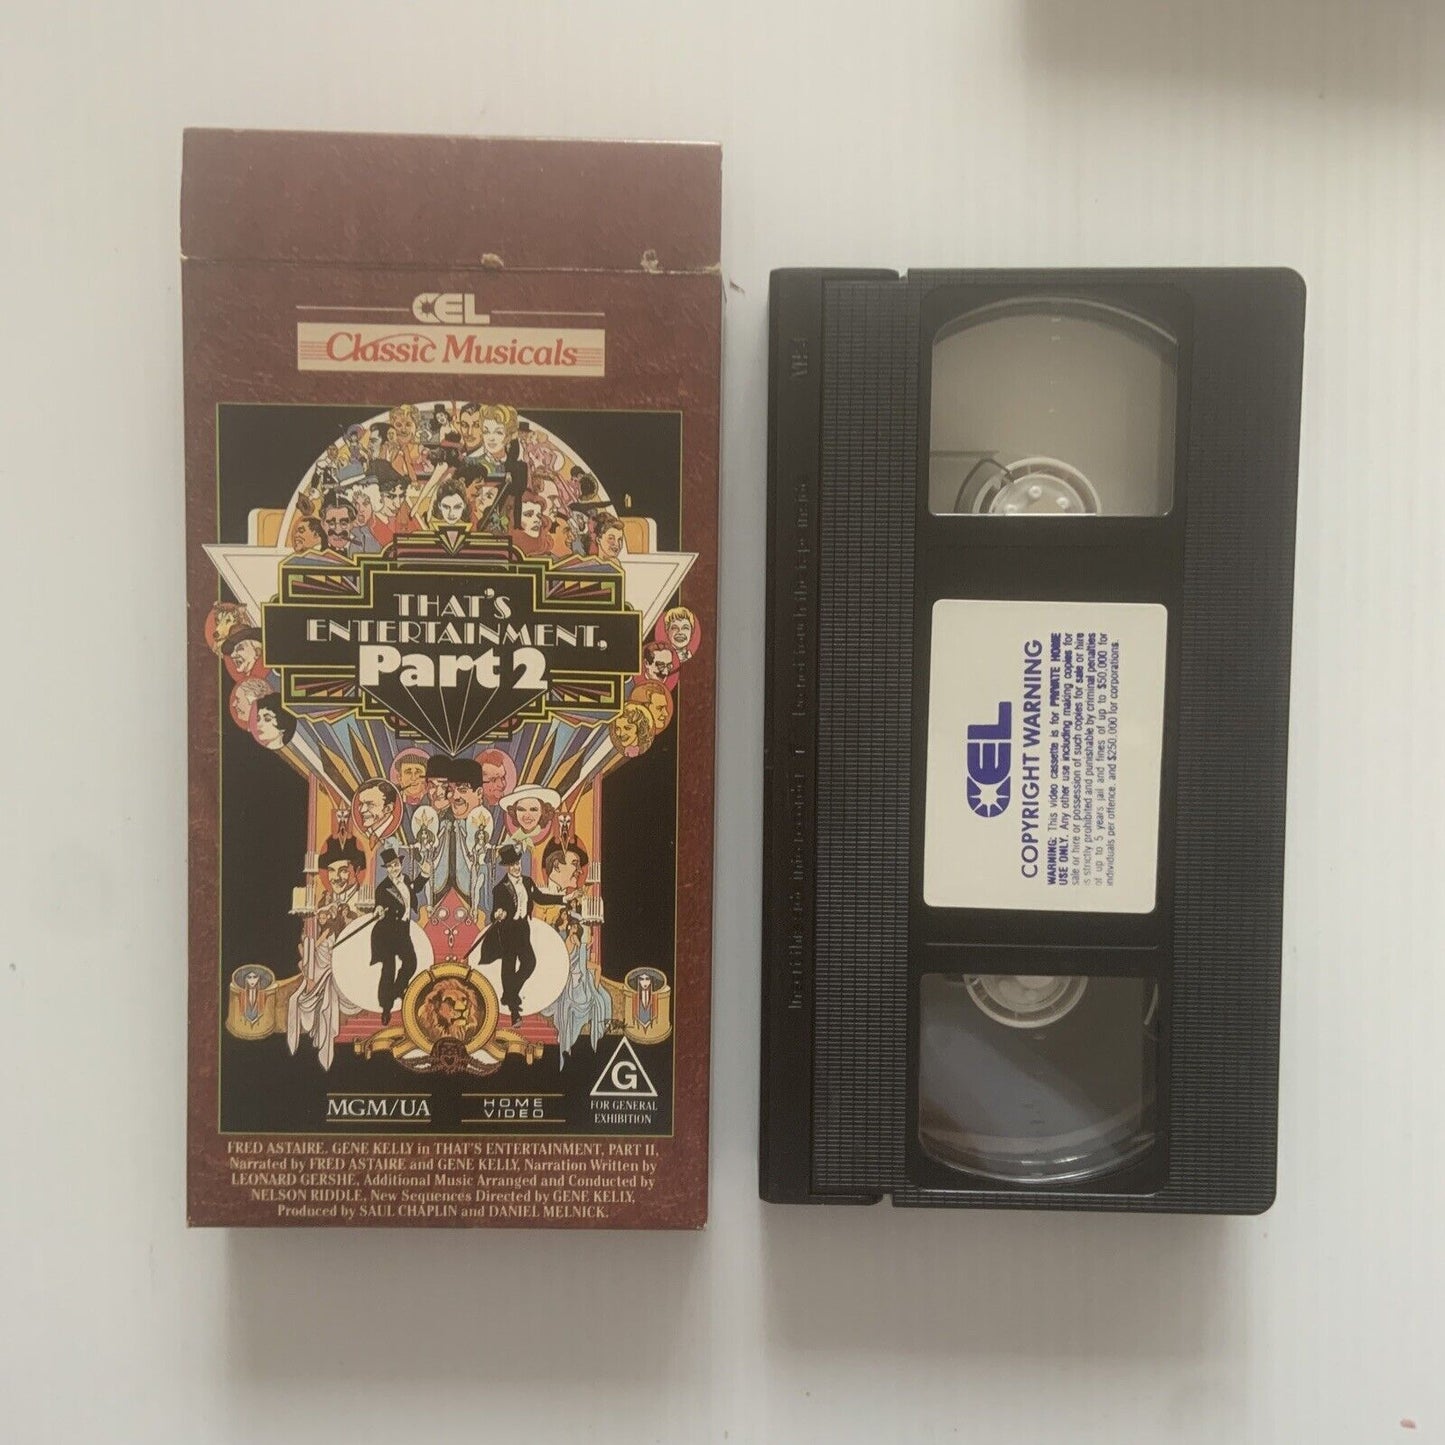 CEL
Classic Musicals
THAT'S
ENTERTAINMENT,
Part 2
MGM/UA
HOME
VIDEO
G
FOR GENERAL
EXHIBITION
FRED ASTAIRE, GENE KELLY in THAT'S ENTERTAINMENT, PART II,
Narrated by FRED ASTAIRE and GENE KELLY, Narration Written by
LEONARD GERSHE, Additional Music Arranged and Conducted by
NELSON RIDDLE, New Sequences Directed by GENE KELLY,
Produced by SAUL CHAPLIN and DANIEL MELNICK.
VHS
CEL
COPYRIGHT WARNING
WARNING: This video cassette is for PRIVATE HOME
USE ONLY. Any other use including making copies for
sale or hire or possession of such copies for sale or hire
is strictly prohibited and punishable by criminal penalties
of up to 5 years jail and fines of up to $50,000 for
individuals per offence, and $250,000 for corporations.